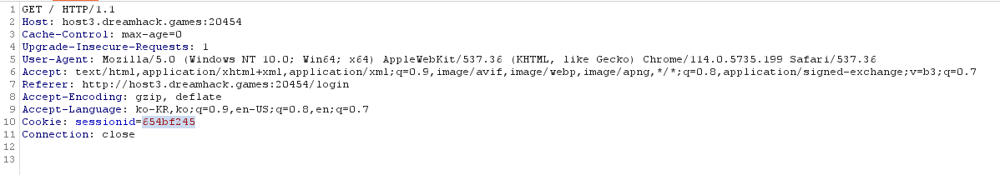 1 GET / HTTP/1.1
2 Host: host3.dreamhack.games:20454
3 Cache-Control: max-age=0
4 Upgrade-Insecure-Requests: 1
5 User-Agent: Mozilla/5.0 (Windows NT 10.0; Win64; x64) AppleWebKit/537.36 (KHTML, like Gecko) Chrome/114.0.5735.199 Safari/537.36
6 Accept: text/html,application/xhtml+xml,application/xml;q=0.9,image/avif,image/webp,image/apng,*/*;q=0.8,application/signed-exchange;v=b3;q=0.7
7 Referer: http://host3.dreamhack.games:20454/login
8 Accept-Encoding: gzip, deflate
9 Accept-Language: ko-KR,ko;q=0.9,en-US;q=0.8,en;q=0.7
10 Cookie: sessionid=654bf245
11 Connection: close
12
13